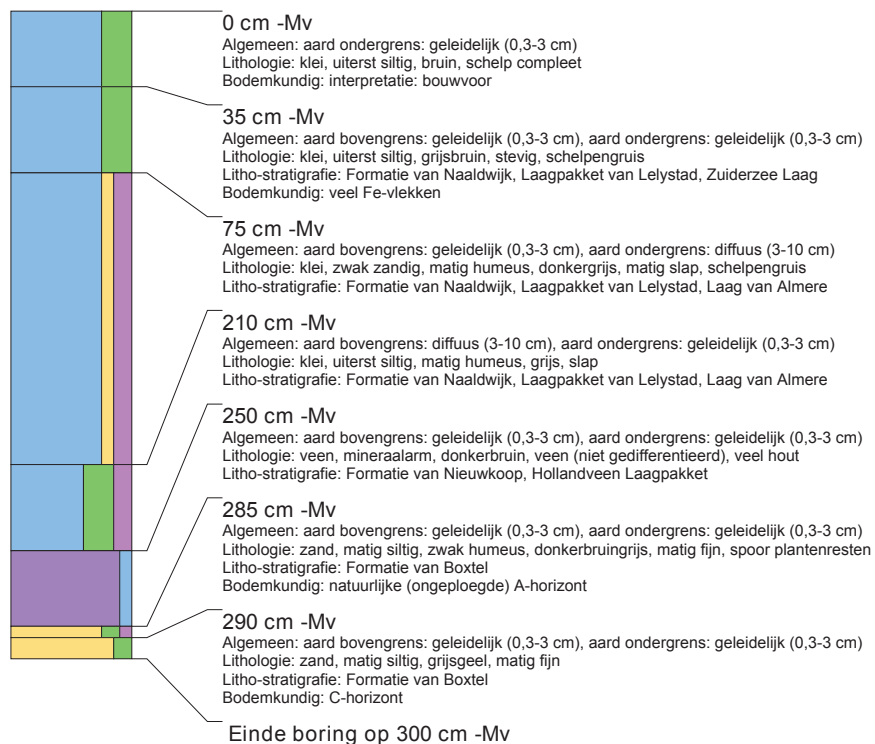 0 cm -Mv
Algemeen: aard ondergrens: geleidelijk (0,3-3 cm)
Lithologie: klei, uiterst siltig, bruin, schelp compleet
Bodemkundig: interpretatie: bouwvoor
35 cm -Mv
Algemeen: aard bovengrens: geleidelijk (0,3-3 cm), aard ondergrens: geleidelijk (0,3-3 cm)
Lithologie: klei, uiterst siltig, grijsbruin, stevig, schelpengruis
Litho-stratigrafie: Formatie van Naaldwijk, Laagpakket van Lelystad, Zuiderzee Laag
Bodemkundig: veel Fe-vlekken
75 cm -Mv
Algemeen: aard bovengrens: geleidelijk (0,3-3 cm), aard ondergrens: diffuus (3-10 cm)
Lithologie: klei, zwak zandig, matig humeus, donkergrijs, matig slap, schelpengruis
Litho-stratigrafie: Formatie van Naaldwijk, Laagpakket van Lelystad, Laag van Almere
210 cm -Mv
Algemeen: aard bovengrens: diffuus (3-10 cm), aard ondergrens: geleidelijk (0,3-3 cm)
Lithologie: klei, uiterst siltig, matig humeus, grijs, slap
Litho-stratigrafie: Formatie van Naaldwijk, Laagpakket van Lelystad, Laag van Almere
250 cm -Mv
Algemeen: aard bovengrens: geleidelijk (0,3-3 cm), aard ondergrens: geleidelijk (0,3-3 cm)
Lithologie: veen, mineraalarm, donkerbruin, veen (niet gedifferentieerd), veel hout
Litho-stratigrafie: Formatie van Nieuwkoop, Hollandveen Laagpakket
285 cm -Mv
Algemeen: aard bovengrens: geleidelijk (0,3-3 cm), aard ondergrens: geleidelijk (0,3-3 cm)
Lithologie: zand, matig siltig, zwak humeus, donkerbruingrijs, matig fijn, spoor plantenresten
Litho-stratigrafie: Formatie van Boxtel
Bodemkundig: natuurlijke (ongeploegde) A-horizont
290 cm -Mv
Algemeen: aard bovengrens: geleidelijk (0,3-3 cm), aard ondergrens: geleidelijk (0,3-3 cm)
Lithologie: zand, matig siltig, grijsgeel, matig fijn
Litho-stratigrafie: Formatie van Boxtel
Bodemkundig: C-horizont
Einde boring op 300 cm -Mv